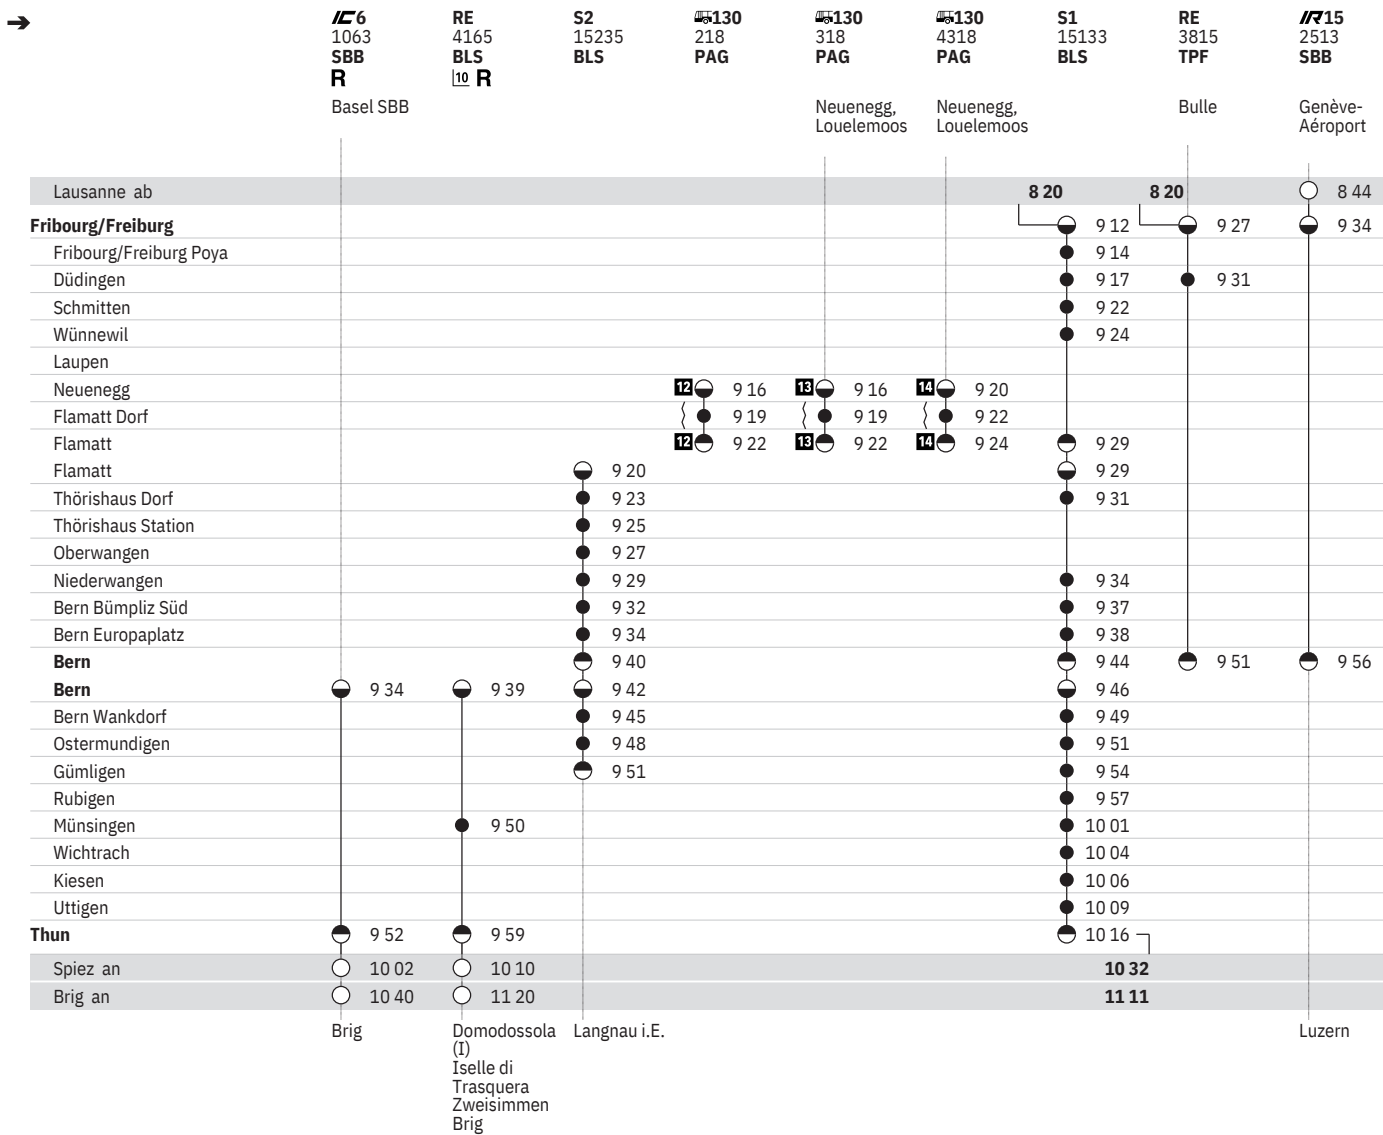 ➔ IC6 RE S2 130 130 130 S1 RE IR15
1063 4165 15235 218 318 4318 15133 3815 2513
SBB BLS BLS PAG PAG PAG BLS TPF SBB
R 10 R
Basel SBB Neuenegg, Neuenegg, Bulle Genève-
Louelemoos Louelemoos Aéroport
Lausanne ab 8 20 8 20 8 44
Fribourg/Freiburg 9 12 9 27 9 34
Fribourg/Freiburg Poya 9 14
Düdingen 9 17 9 31
Schmitten 9 22
Wünnewil 9 24
Laupen
Neuenegg 12 9 16 13 9 16 14 9 20
Flamatt Dorf 9 19 9 19 9 22
Flamatt 12 9 22 13 9 22 14 9 24 9 29
Flamatt 9 20 9 29
Thörishaus Dorf 9 23 9 31
Thörishaus Station 9 25
Oberwangen 9 27
Niederwangen 9 29 9 34
Bern Bümpliz Süd 9 32 9 37
Bern Europaplatz 9 34 9 38
Bern 9 40 9 44 9 51 9 56
Bern 9 34 9 39 9 42 9 46
Bern Wankdorf 9 45 9 49
Ostermundigen 9 48 9 51
Gümligen 9 51 9 54
Rubigen 9 57
Münsingen 9 50 10 01
Wichtrach 10 04
Kiesen 10 06
Uttigen 10 09
Thun 9 52 9 59 10 16
Spiez an 10 02 10 10 10 32
Brig an 10 40 11 20 11 11
Brig Domodossola Langnau i.E. Luzern
(I)
Iselle di
Trasquera
Zweisimmen
Brig